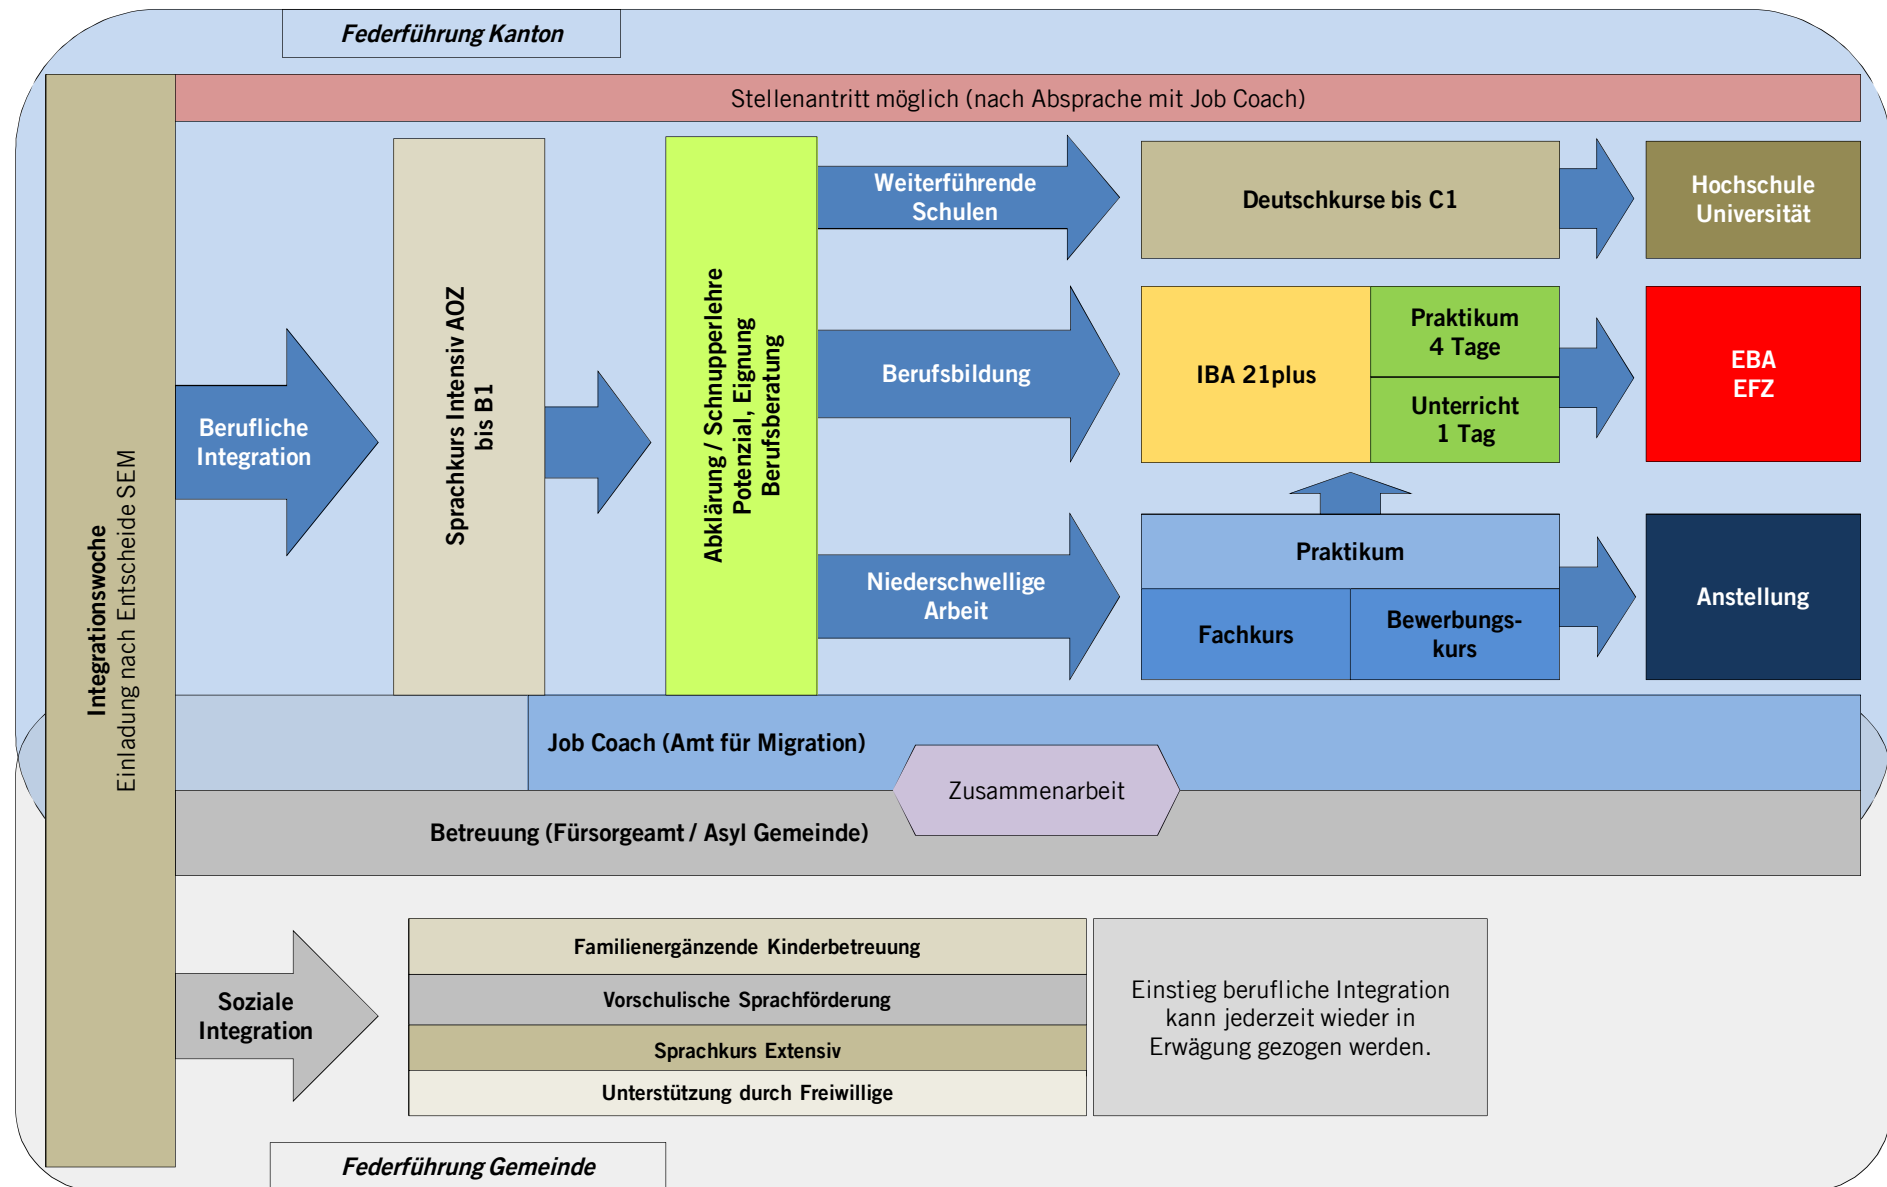 Federführung Kanton
Stellenantritt möglich (nach Absprache mit Job Coach)
Integrationswoche
Einladung nach Entscheide SEM
Berufliche
Integration
Sprachkurs Intensiv AOZ
bis B1
Abklärung / Schnupperlehre
Potenzial, Eignung
Berufsberatung
Weiterführende
Schulen
Deutschkurse bis C1
Hochschule
Universität
Berufsbildung
IBA 21plus
Praktikum
4 Tage
Unterricht
1 Tag
EBA
EFZ
Niederschwellige
Arbeit
Praktikum
Fachkurs
Bewerbungs-
kurs
Anstellung
Job Coach (Amt für Migration)
Zusammenarbeit
Betreuung (Fürsorgeamt / Asyl Gemeinde)
Soziale
Integration
Familienergänzende Kinderbetreuung
Vorschulische Sprachförderung
Sprachkurs Extensiv
Unterstützung durch Freiwillige
Einstieg berufliche Integration
kann jederzeit wieder in
Erwägung gezogen werden.
Federführung Gemeinde